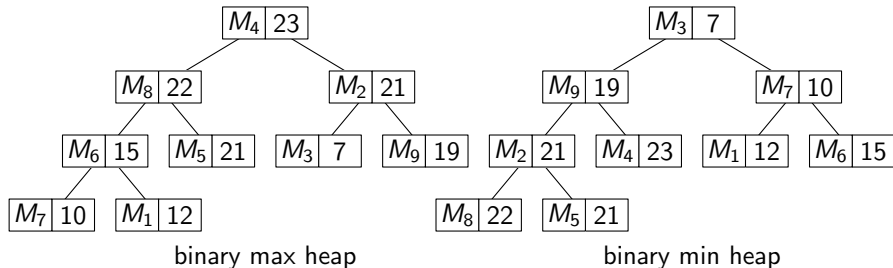 M4 23 M3 7
M8 22 M2 21 M9 19 M7 10
M6 15 M5 21 M3 7 M9 19 M2 21 M4 23 M1 12 M6 15
M7 10 M1 12 M8 22 M5 21
binary max heap binary min heap